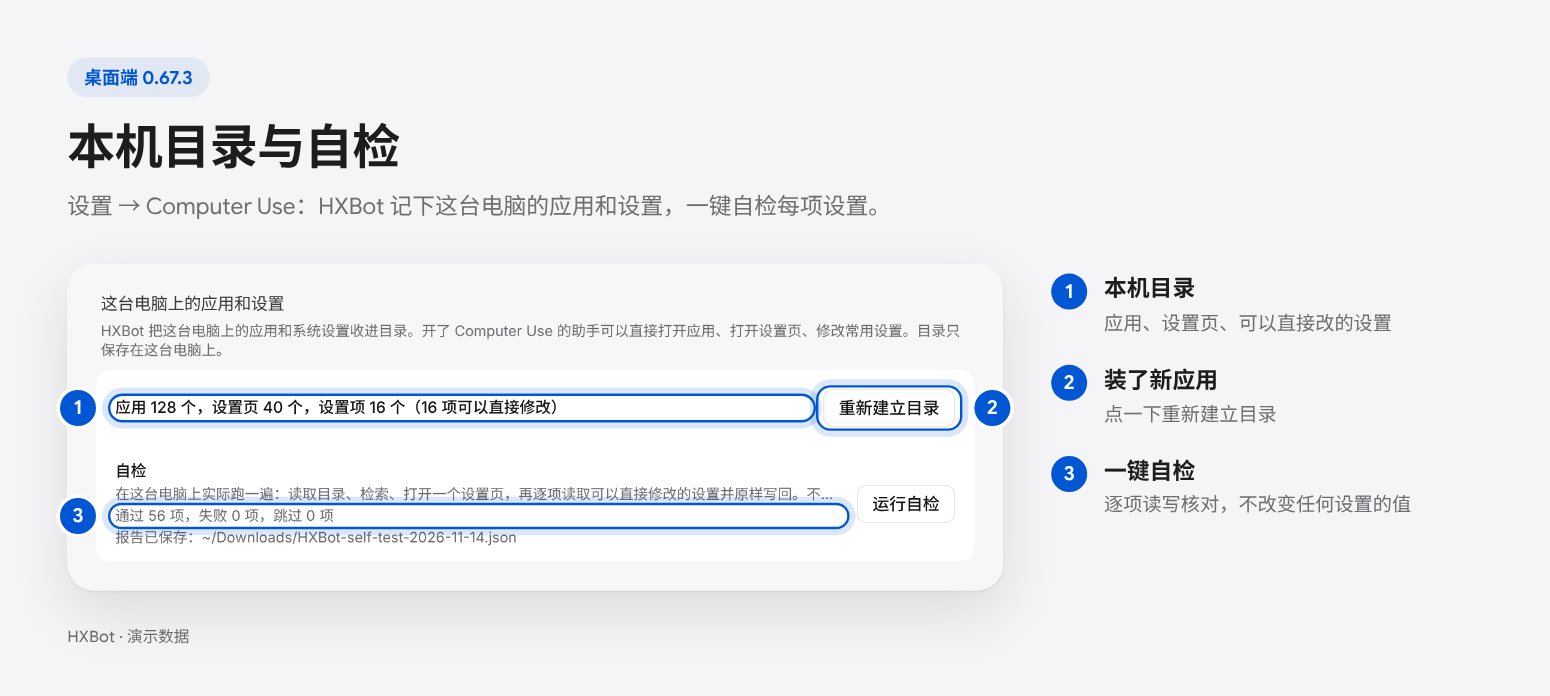 桌面端 0.67.3
本机目录与自检
设置 → Computer Use：HXBot 记下这台电脑的应用和设置，一键自检每项设置。
这台电脑上的应用和设置
HXBot 把这台电脑上的应用和系统设置收进目录。开了 Computer Use 的助手可以直接打开应用、打开设置页、修改常用设置。目录只
保存在这台电脑上。
1
应用 128 个，设置页 40 个，设置项 16 个（16 项可以直接修改）
重新建立目录
2
自检
在这台电脑上实际跑一遍：读取目录、检索、打开一个设置页，再逐项读取可以直接修改的设置并原样写回。不…
运行自检
3
通过 56 项，失败 0 项，跳过 0 项
报告已保存：~/Downloads/HXBot-self-test-2026-11-14.json
1
本机目录
应用、设置页、可以直接改的设置
2
装了新应用
点一下重新建立目录
3
一键自检
逐项读写核对，不改变任何设置的值
HXBot · 演示数据